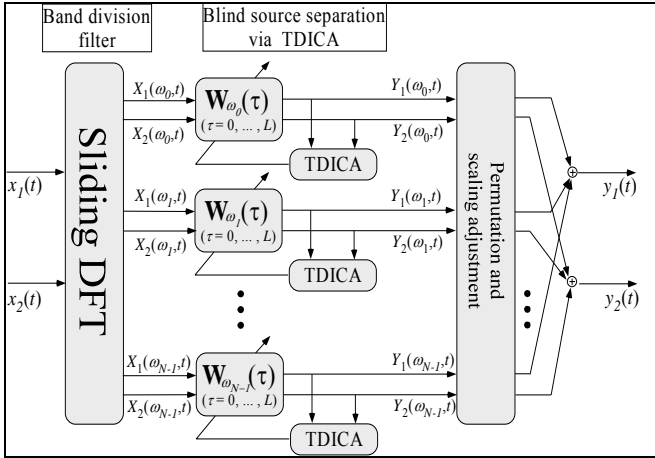 Band division
filter
Blind source separation
via TDICA
Sliding DFT
x1(t)
x2(t)
X1(ω0,t)
X2(ω0,t)
Wω0(τ)
(τ = 0, ... , L)
TDICA
Y1(ω0,t)
Y2(ω0,t)
X1(ω1,t)
X2(ω1,t)
Wω1(τ)
(τ = 0, ... , L)
TDICA
Y1(ω1,t)
Y2(ω1,t)
X1(ωN-1,t)
X2(ωN-1,t)
WωN-1(τ)
(τ = 0, ... , L)
TDICA
Y1(ωN-1,t)
Y2(ωN-1,t)
Permutation and
scaling adjustment
y1(t)
y2(t)